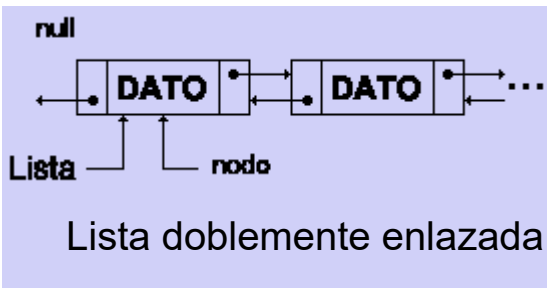 null
DATO DATO ...
Lista nodo
Lista doblemente enlazada